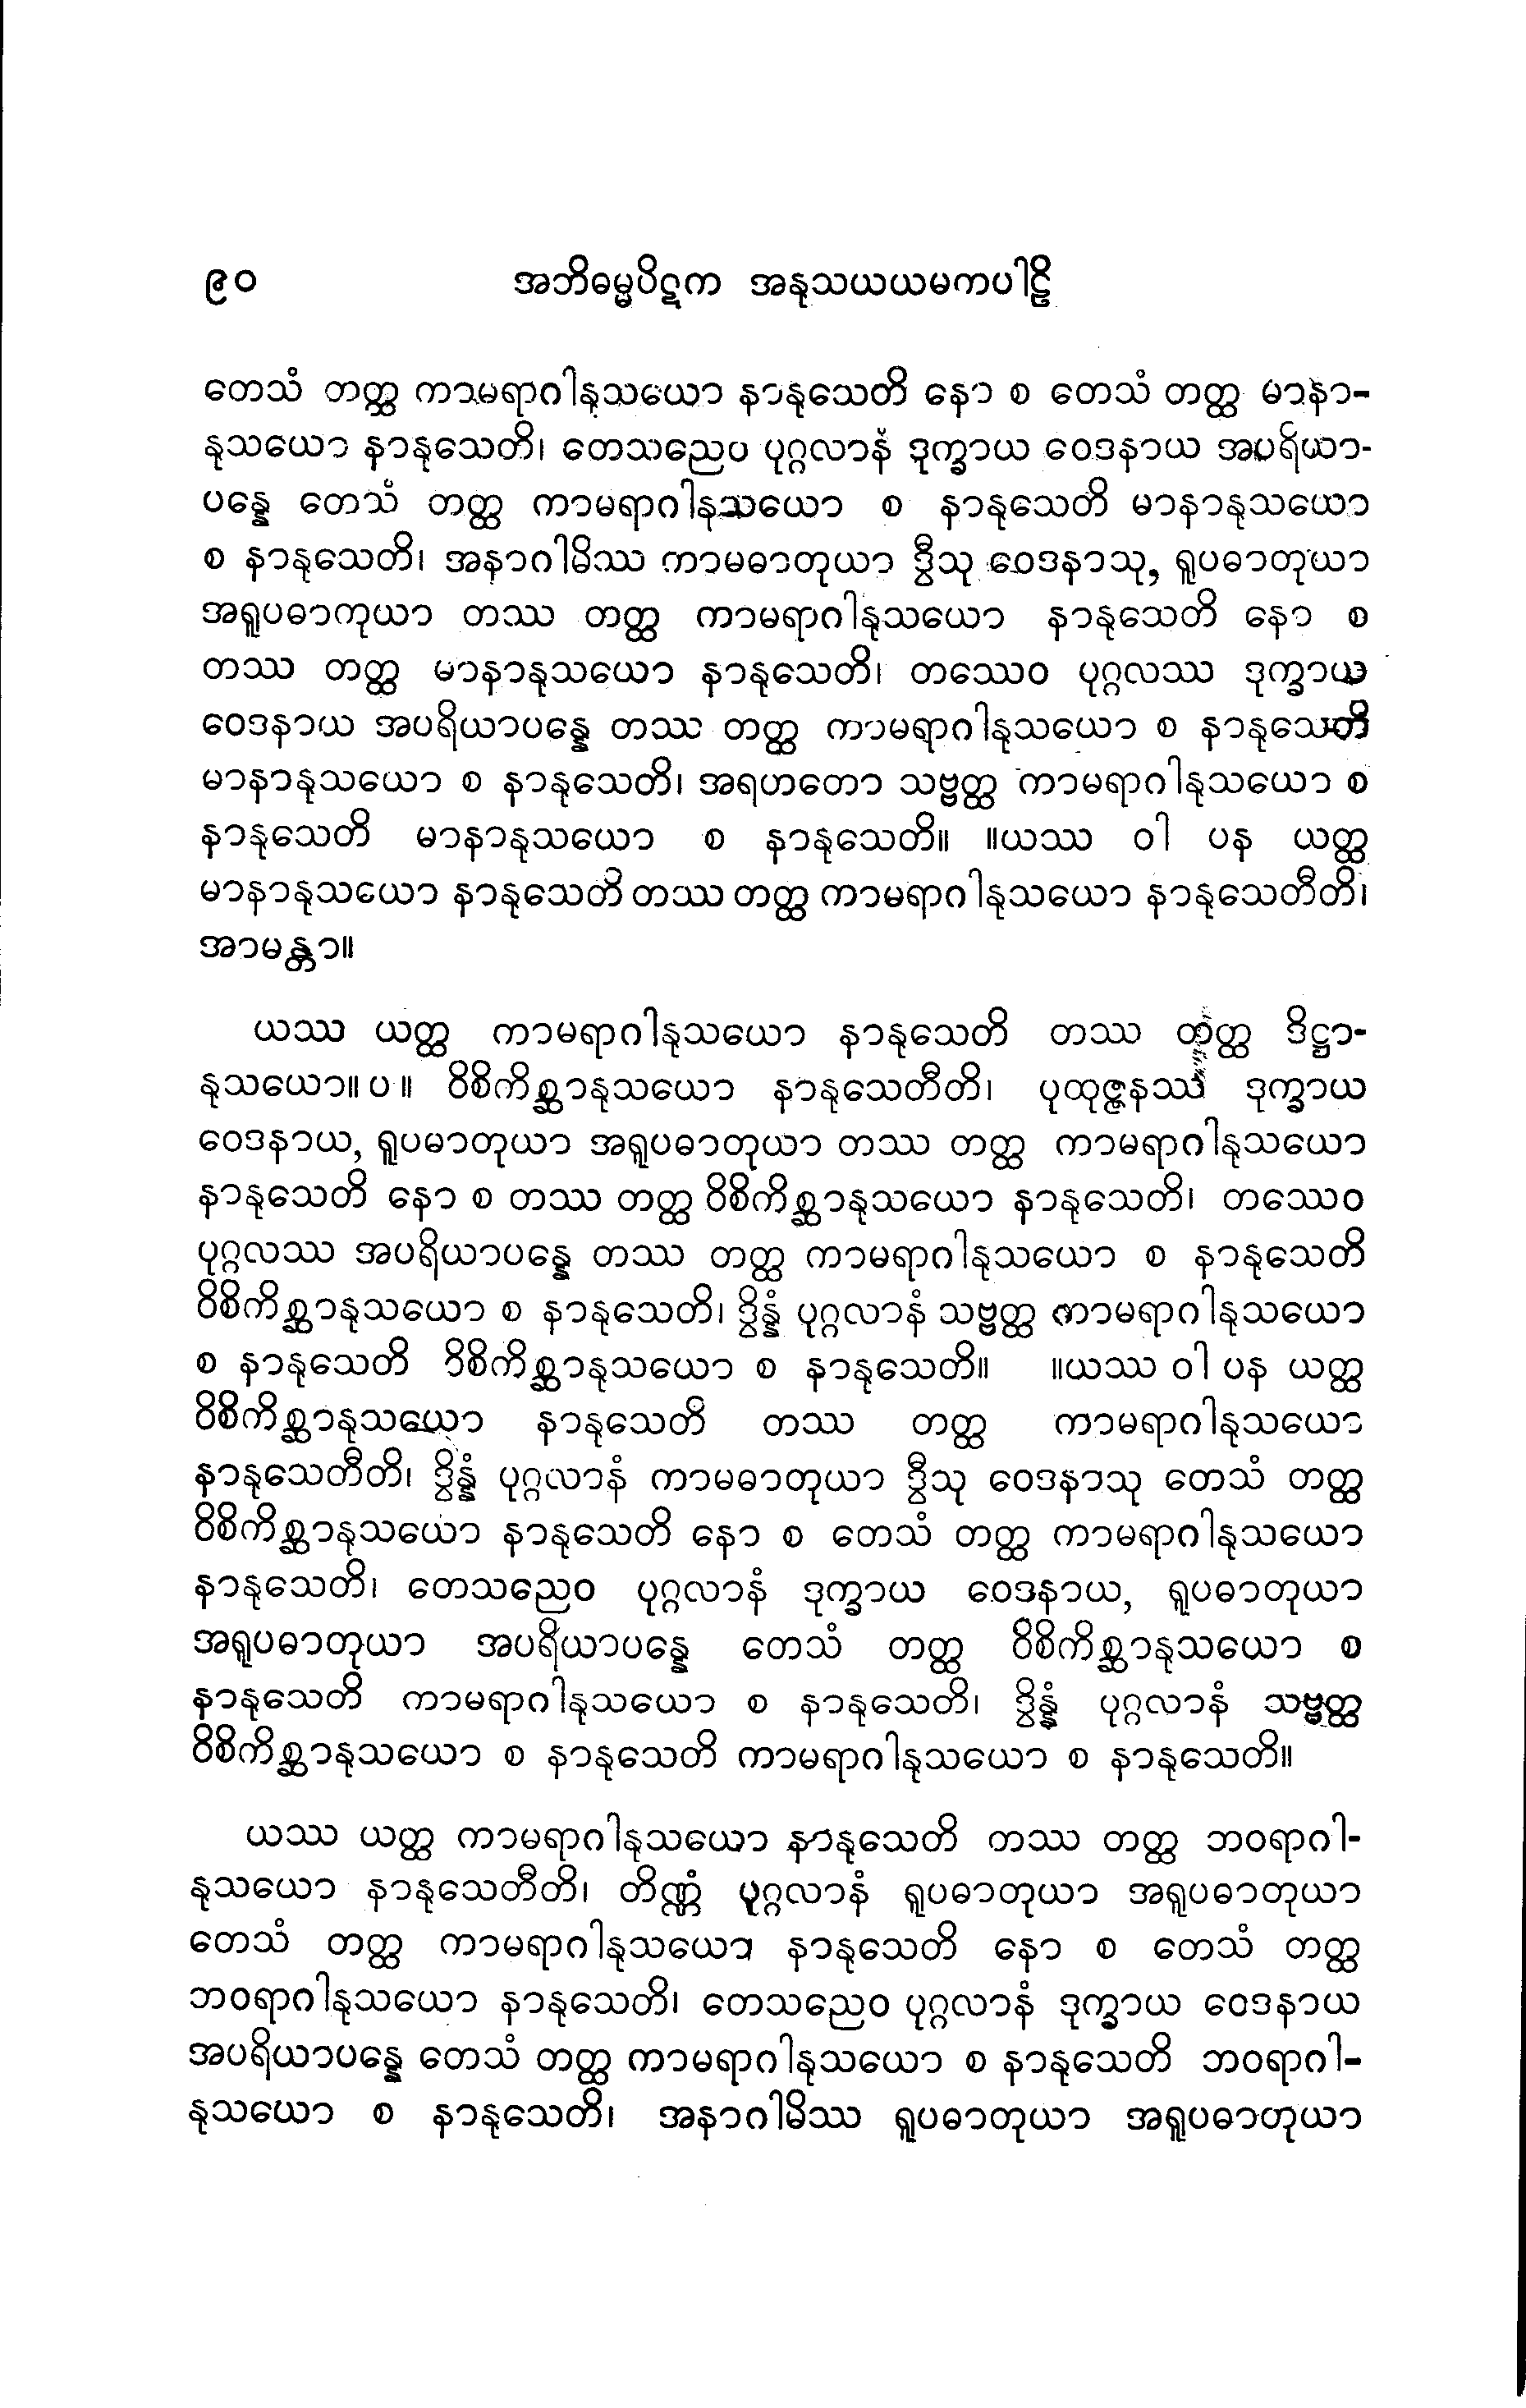 ၉၀ အဘိဓမ္မပိဋက အနုသယယမကပါဠိ
တေသံ တတ္ထ ကာမရာဂါနုသယော နာနုသေတိ နော စ တေသံ တတ္ထ မာနာ-
နုသယော နာနုသေတိ၊ တေသညေပ ပုဂ္ဂလာနံ ဒုက္ခာယ ဝေဒနာယ အပရိယာ-
ပန္နေ တေသံ တတ္ထ ကာမရာဂါနုသယော စ နာနုသေတိ မာနာနုသယော
စ နာနုသေတိ၊ အနာဂါမိဿ ကာမဓာတုယာ ဒွီသု ဝေဒနာသု, ရူပဓာတုယာ
အရူပဓာကုယာ တဿ တတ္ထ ကာမရာဂါနုသယော နာနုသေတိ နော စ
တဿ တတ္ထ မာနာနုသယော နာနုသေတိ၊ တဿေဝ ပုဂ္ဂလဿ ဒုက္ခာယ
ဝေဒနာယ အပရိယာပန္နေ တဿ တတ္ထ ကာမရာဂါနုသယော စ နာနုသေတိ
မာနာနုသယော စ နာနုသေတိ၊ အရဟတော သဗ္ဗတ္ထ ကာမရာဂါနုသယော စ
နာနုသေတိ မာနာနုသယော စ နာနုသေတိ။ ။ယဿ ဝါ ပန ယတ္ထ
မာနာနုသယော နာနုသေတိ တဿ တတ္ထ ကာမရာဂါနုသယော နာနုသေတီတိ၊
အာမန္တာ။
ယဿ ယတ္ထ ကာမရာဂါနုသယော နာနုသေတိ တဿ တတ္ထ ဒိဋ္ဌာ-
နုသယော။ပ။ ဝိစိကိစ္ဆာနုသယော နာနုသေတီတိ၊ ပုထုဇ္ဇနဿ ဒုက္ခာယ
ဝေဒနာယ, ရူပမာတုယာ အရူပဓာတုယာ တဿ တတ္ထ ကာမရာဂါနုသယော
နာနုသေတိ နော စ တဿ တတ္ထ ဝိစိကိစ္ဆာနုသယော နာနုသေတိ၊ တဿေဝ
ပုဂ္ဂလဿ အပရိယာပန္နေ တဿ တတ္ထ ကာမရာဂါနုသယော စ နာနုသေတိ
ဝိစိကိစ္ဆာနုသယော စ နာနုသေတိ၊ ဒွိန္နံ ပုဂ္ဂလာနံ သဗ္ဗတ္ထ ကာမရာဂါနုသယော
စ နာနုသေတိ ဝိစိကိစ္ဆာနုသယော စ နာနုသေတိ။ ။ယဿ ဝါ ပန ယတ္ထ
ဝိစိကိစ္ဆာနုသယော နာနုသေတိ တဿ တတ္ထ ကာမရာဂါနုသယော
နာနုသေတီတိ၊ ဒွိန္နံ ပုဂ္ဂလာနံ ကာမဓာတုယာ ဒွီသု ဝေဒနာသု တေသံ တတ္ထ
ဝိစိကိစ္ဆာနုသယော နာနုသေတိ နော စ တေသံ တတ္ထ ကာမရာဂါနုသယော
နာနုသေတိ၊ တေသညေဝ ပုဂ္ဂလာနံ ဒုက္ခာယ ဝေဒနာယ, ရူပဓာတုယာ
အရူပဓာတုယာ အပရိယာပန္နေ တေသံ တတ္ထ ဝိစိကိစ္ဆာနုသယော စ
နာနုသေတိ ကာမရာဂါနုသယော စ နာနုသေတိ၊ ဒွိန္နံ ပုဂ္ဂလာနံ သဗ္ဗတ္ထ
ဝိစိကိစ္ဆာနုသယော စ နာနုသေတိ ကာမရာဂါနုသယော စ နာနုသေတိ။
ယဿ ယတ္ထ ကာမရာဂါနုသယော နာနုသေတိ တဿ တတ္ထ ဘဝရာဂါ-
နုသယော နာနုသေတီတိ၊ တိဏ္ဏံ ပုဂ္ဂလာနံ ရူပဓာတုယာ အရူပဓာတုယာ
တေသံ တတ္ထ ကာမရာဂါနုသယော နာနုသေတိ နော စ တေသံ တတ္ထ
ဘဝရာဂါနုသယော နာနုသေတိ၊ တေသညေဝ ပုဂ္ဂလာနံ ဒုက္ခာယ ဝေဒနာယ
အပရိယာပန္နေ တေသံ တတ္ထ ကာမရာဂါနုသယော စ နာနုသေတိ ဘဝရာဂါ-
နုသယော စ နာနုသေတိ၊ အနာဂါမိဿ ရူပဓာတုယာ အရူပဓာတုယာ